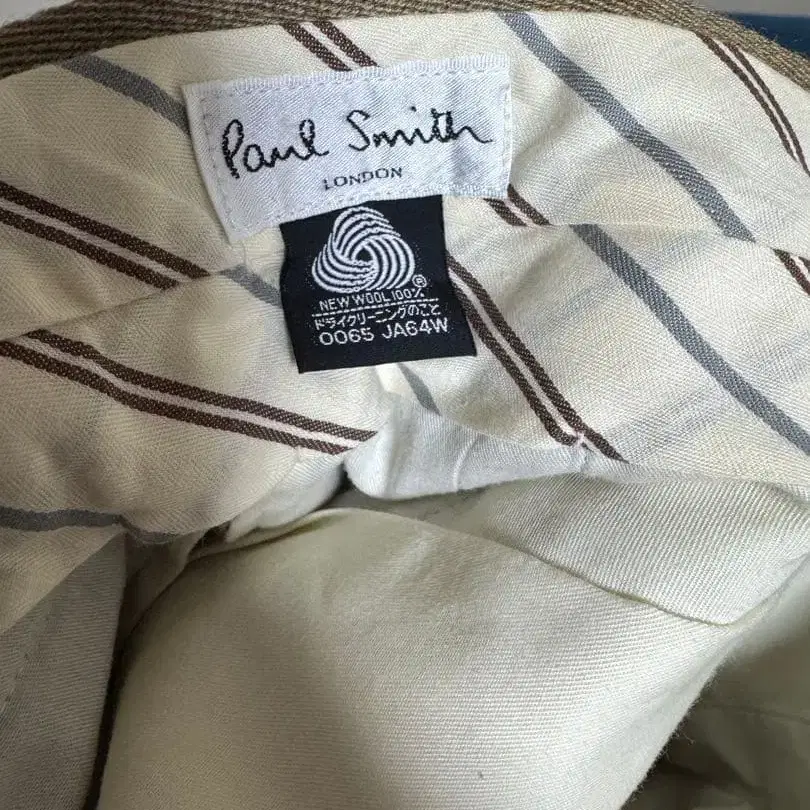 Paul Smith
LONDON
®
NEW WOOL 100%
ドライクリーニングのこと
0065 JA64W